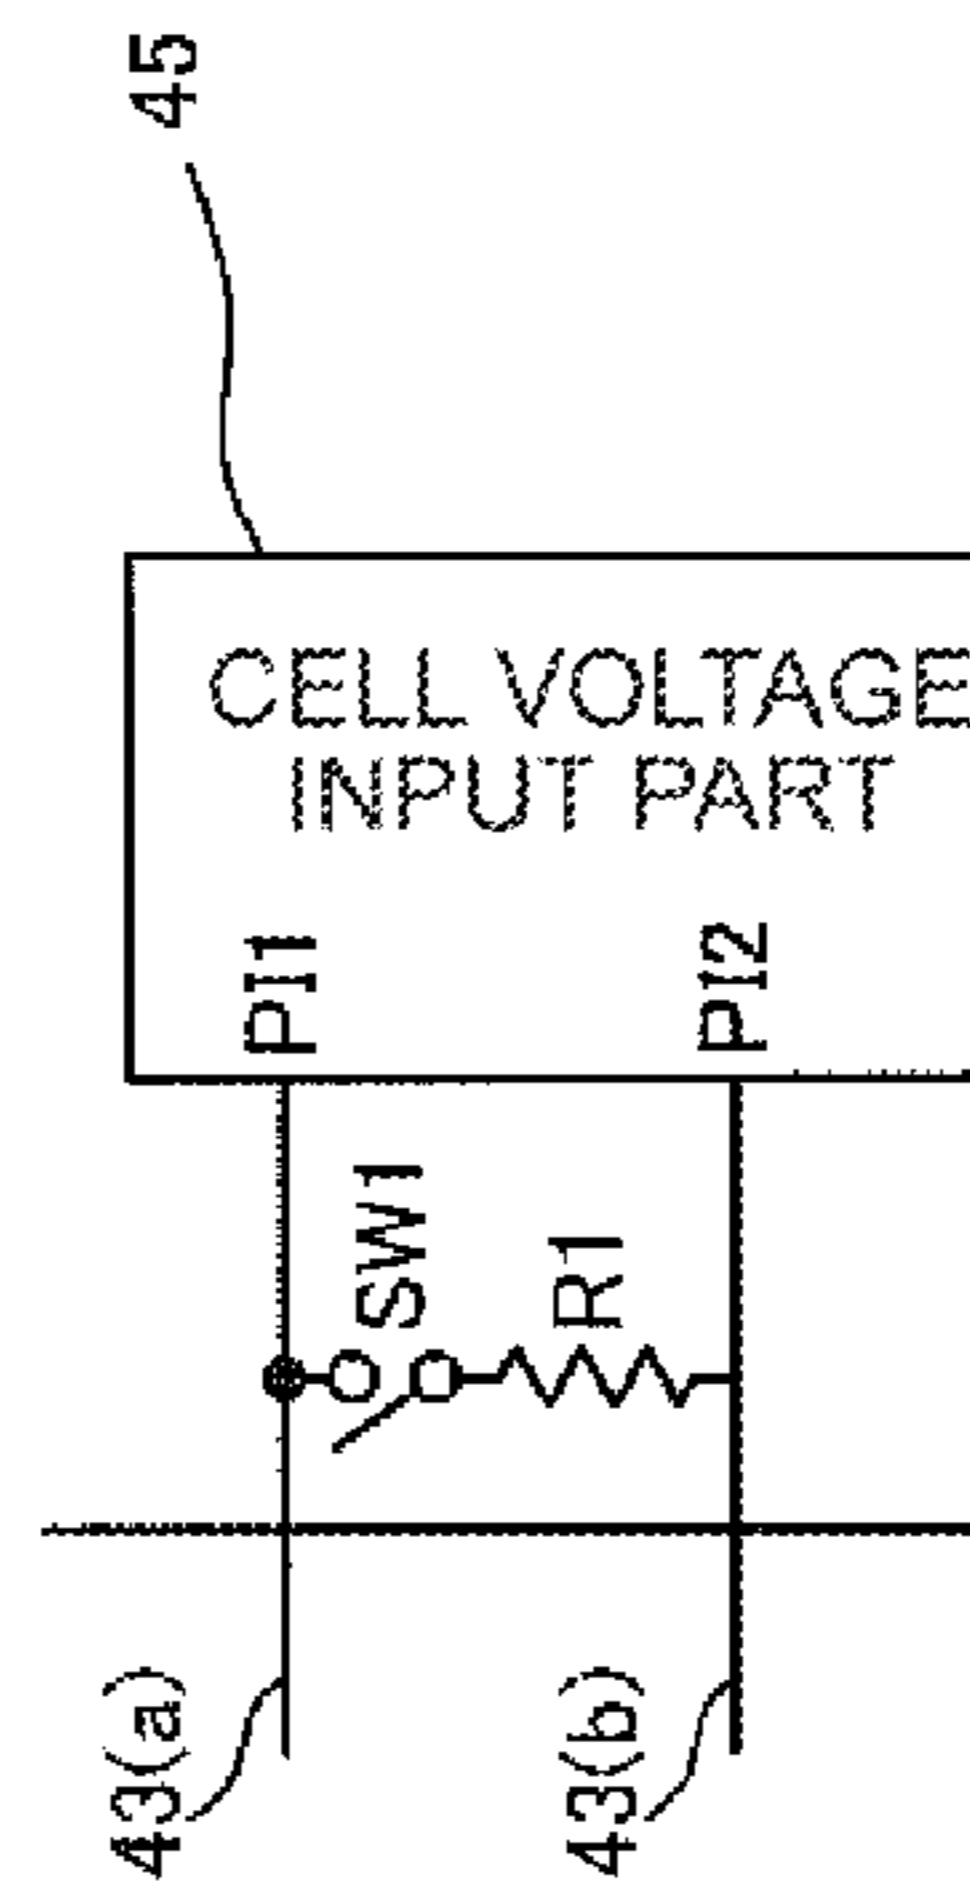 45
CELL VOLTAGE
INPUT PART
PI1
PI2
SW1
R1
43(a)
43(b)